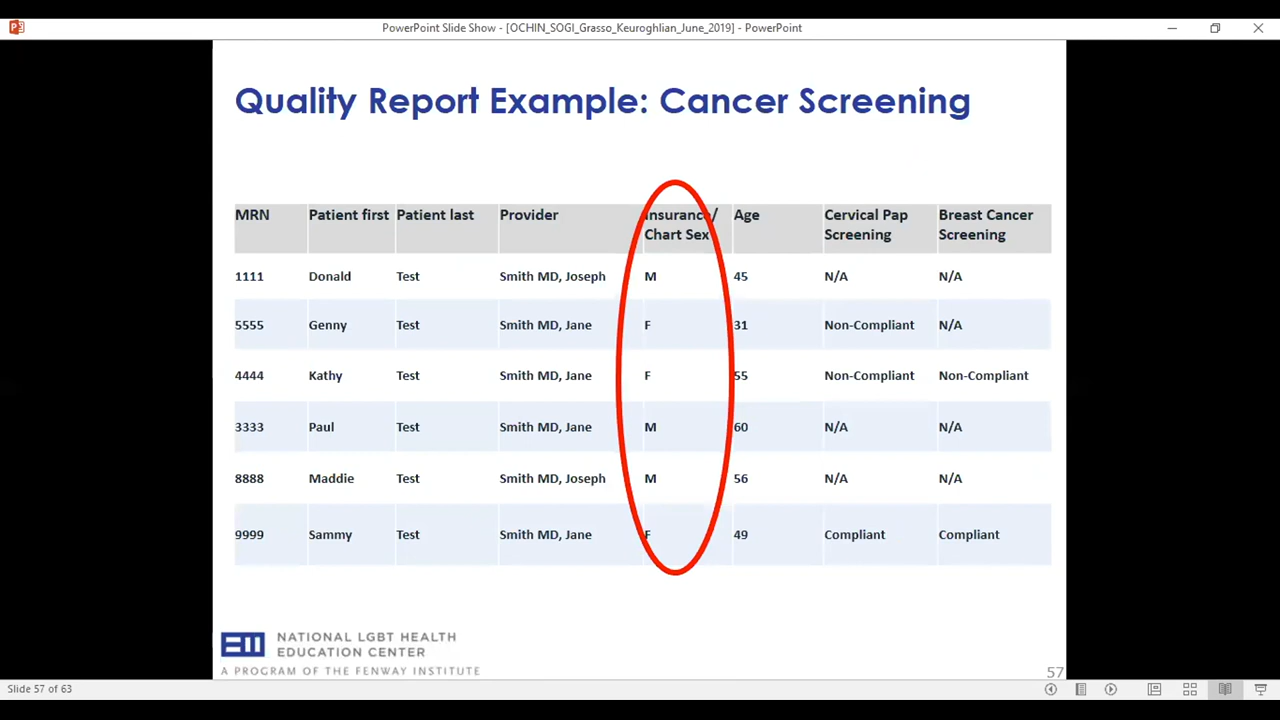 PowerPoint Slide Show - [OCHIN_SOGI_Grasso_Keuroghlian_June_2019] - PowerPoint
Quality Report Example: Cancer Screening
MRN Patient first Patient last Provider Insurance/ Chart Sex Age Cervical Pap Screening Breast Cancer Screening
1111 Donald Test Smith MD, Joseph M 45 N/A N/A
5555 Genny Test Smith MD, Jane F 31 Non-Compliant N/A
4444 Kathy Test Smith MD, Jane F 55 Non-Compliant Non-Compliant
3333 Paul Test Smith MD, Jane M 60 N/A N/A
8888 Maddie Test Smith MD, Joseph M 56 N/A N/A
9999 Sammy Test Smith MD, Jane F 49 Compliant Compliant
NATIONAL LGBT HEALTH
EDUCATION CENTER
A PROGRAM OF THE FENWAY INSTITUTE
57
Slide 57 of 63